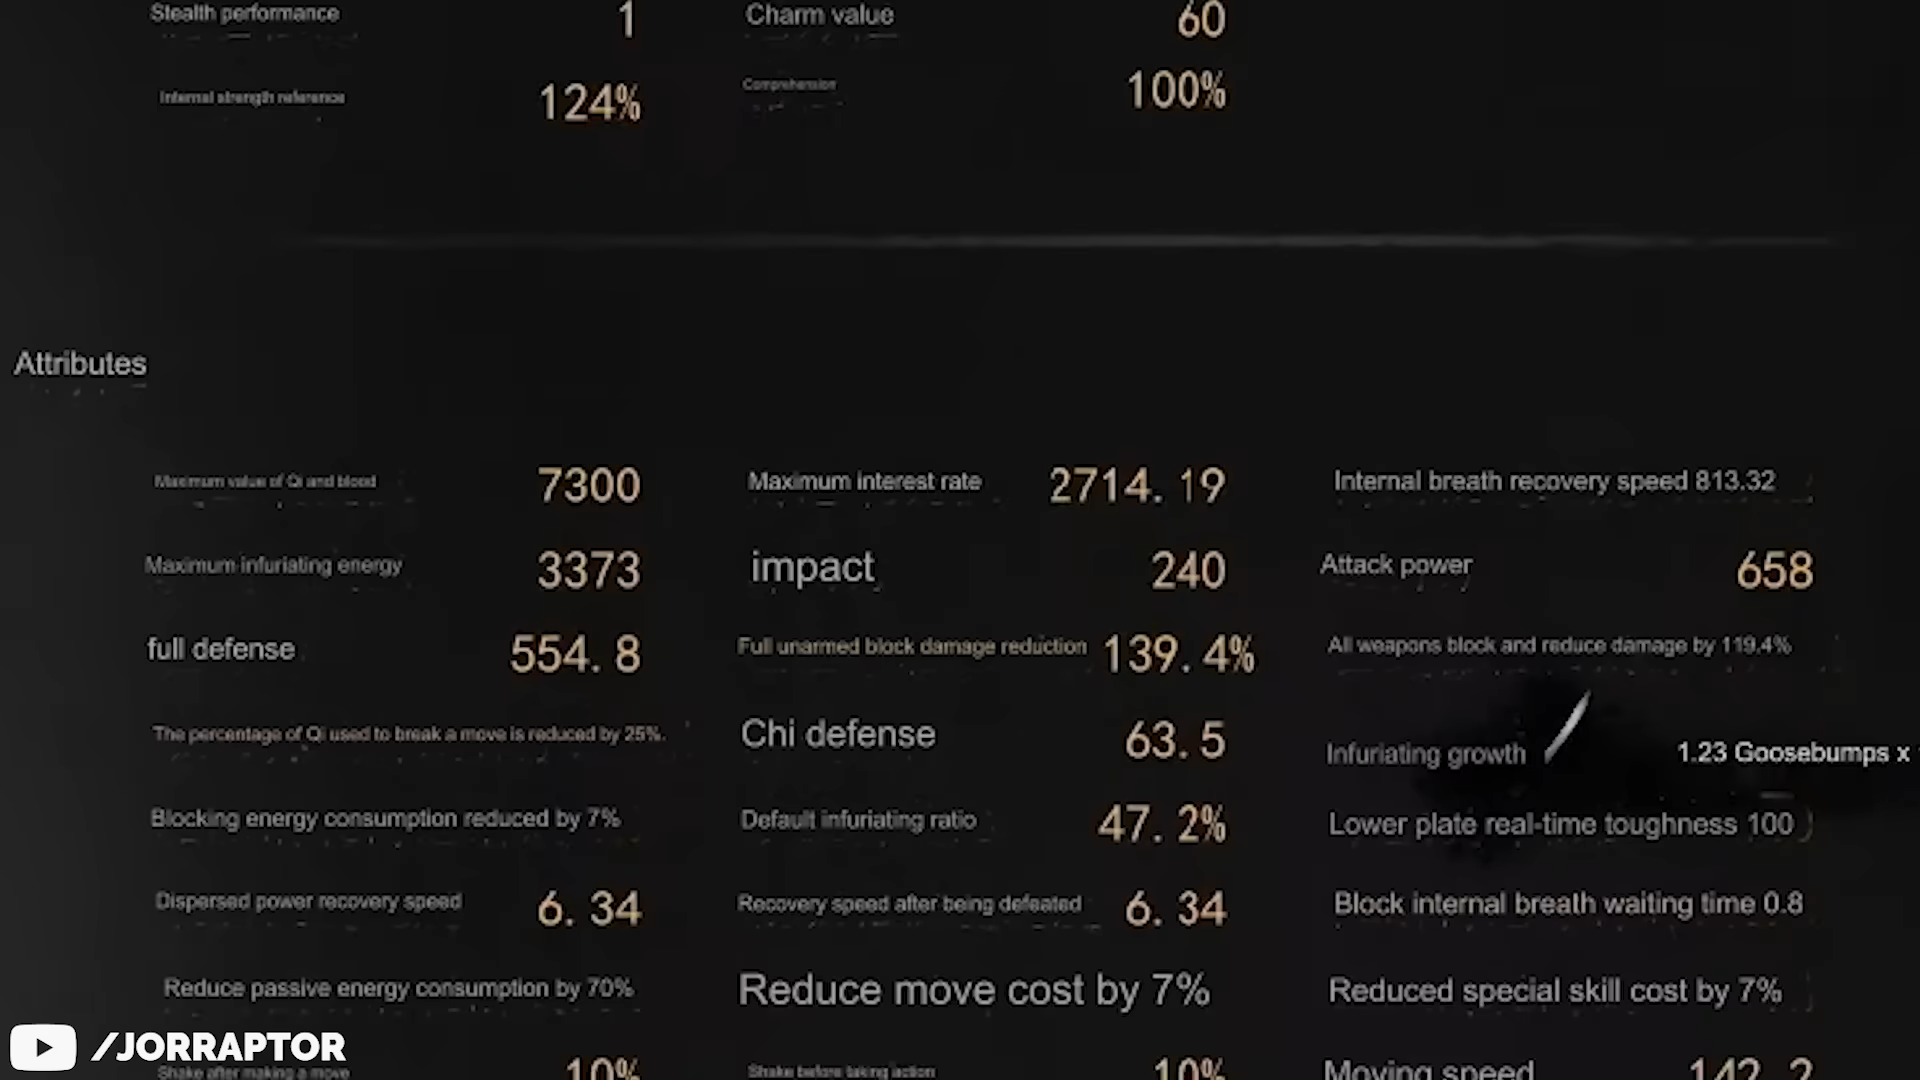 Stealth performance 1 Charm value 60
Internal strength reference 124% Comprehension 100%
Attributes
Maximum value of Qi and blood 7300 Maximum interest rate 2714. 19 Internal breath recovery speed 813.32
Maximum infuriating energy 3373 impact 240 Attack power 658
full defense 554. 8 Full unarmed block damage reduction 139. 4% All weapons block and reduce damage by 119.4%
The percentage of Qi used to break a move is reduced by 25%. Chi defense 63. 5 Infuriating growth 1.23 Goosebumps x
Blocking energy consumption reduced by 7% Default infuriating ratio 47. 2% Lower plate real-time toughness 100
Dispersed power recovery speed 6. 34 Recovery speed after being defeated 6. 34 Block internal breath waiting time 0.8
Reduce passive energy consumption by 70% Reduce move cost by 7% Reduced special skill cost by 7%
/JORRAPTOR
Shake after making a move 10% Shake before taking action 10% Moving speed 142. 2